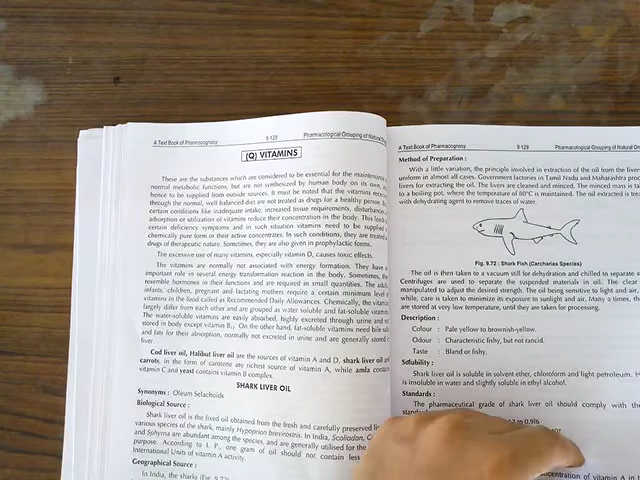 A Text Book of Pharmacognosy 9-128 Pharmacological Grouping of Natural
(Q) VITAMINS
These are the substances which are considered to be essential for the maintenance
normal metabolic functions, but are not synthesized by human body on its own,
hence to be supplied from outside sources. It must be noted that the vitamins
through the normal, well balanced diet are not treated as drugs for a healthy person.
certain conditions like inadequate intake, increased tissue requirements, disturbances
adsorption or utilization of vitamins reduce their concentration in the body. This
certain deficiency symptoms and in such situation vitamins need to be supplied
chemically pure form or their active concentrates. In such conditions, they are treated
drugs of therapeutic nature. Sometimes, they are also given in prophylactic forms.
The excessive use of many vitamins, especially vitamin D, causes toxic effects.
The vitamins are normally not associated with energy formation. They have
important role in several energy transformation reaction in the body. Sometimes,
resemble hormones in their functions and are required in small quantities. The
infants, children, pregnant and lactating mothers require a certain minimum
vitamins in the food called as Recommended Daily Allowances. Chemically, the
largely differ from each other and are grouped as water soluble and fat-soluble
The water-soluble vitamins are easily absorbed, highly excreted through urine and
stored in body except vitamin B12. On the other hand, fat-soluble vitamins need bile
and fats for their absorption, normally not excreted in urine and are generally stored
liver.
Cod liver oil, Halibut liver oil are the sources of vitamin A and D, shark liver oil
carrots, in the form of carotene are richest source of vitamin A, while amla
vitamin C and yeast contains vitamin B complex.
SHARK LIVER OIL
Synonyms : Oleum Selachoids
Biological Source :
Shark liver oil is the fixed oil obtained from the fresh and carefully preserved
various species of the shark, mainly Hypoprion brevirostris. In India, Scoliodon,
and Sphyrna are abundant among the species, and are generally utilised for the
purpose. According to I. P., one gram of oil should not contain less
International Units of vitamin A activity.
Geographical Source :
In India, the sharks (Fig. 9.72)
A Text Book of Pharmacognosy 9-129 Pharmacological Grouping of Natural
Method of Preparation :
With a little variation, the principle involved in extraction of the oil from the
uniform in almost all cases. Government factories in Tamil Nadu and Maharashtra
livers for extracting the oil. The livers are cleaned and minced. The minced mass is
to a boiling pot, where the temperature of 80°C is maintained. The oil extracted is
with dehydrating agent to remove traces of water.
Fig. 9.72 : Shark Fish (Carcharias Species)
The oil is then taken to a vacuum still for dehydration and chilled to separate
Centrifuges are used to separate the suspended materials in oil. The clear
manipulated to adjust the desired strength. The oil being sensitive to light and air,
while, care is taken to minimize its exposure to sunlight and air. Many a times,
are stored at very low temperature, until they are taken for processing.
Description :
Colour : Pale yellow to brownish-yellow.
Odour : Characteristic fishy, but not rancid.
Taste : Bland or fishy.
Solubility :
Shark liver oil is soluble in solvent ether, chloroform and light petroleum.
is insoluble in water and slightly soluble in ethyl alcohol.
Standards :
The pharmaceutical grade of shark liver oil should comply with the
to 0.916
concentration of vitamin A in